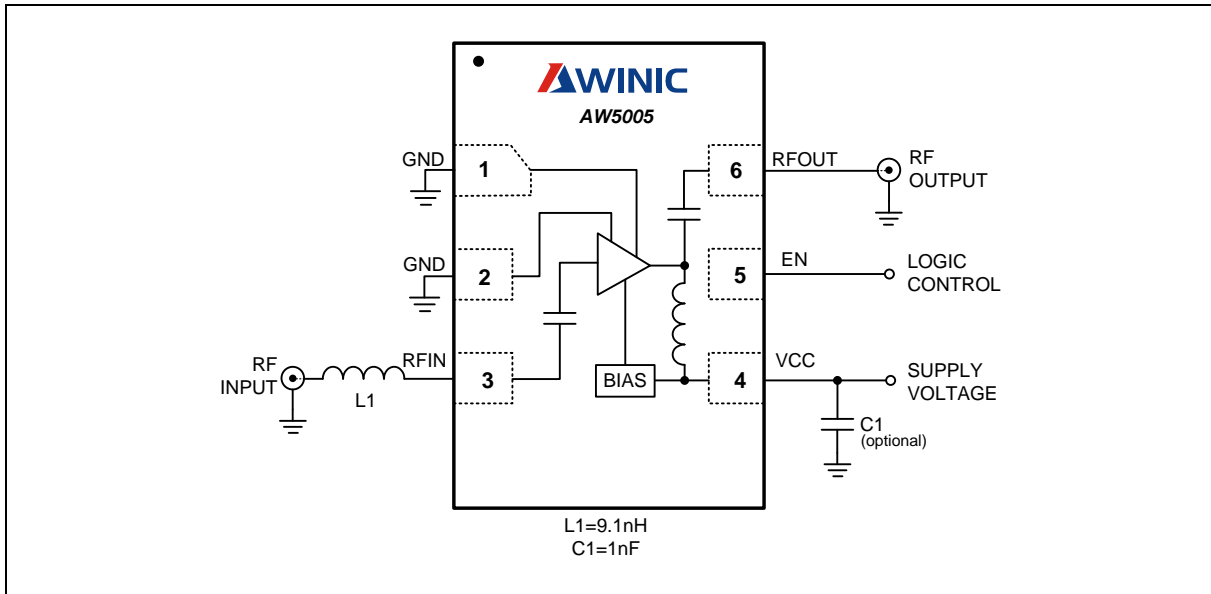 AWINIC
AW5005
GND
1
6
RFOUT
RF
OUTPUT
GND
2
5
EN
LOGIC
CONTROL
RF
INPUT
L1
RFIN
3
BIAS
4
VCC
SUPPLY
VOLTAGE
C1
(optional)
L1=9.1nH
C1=1nF